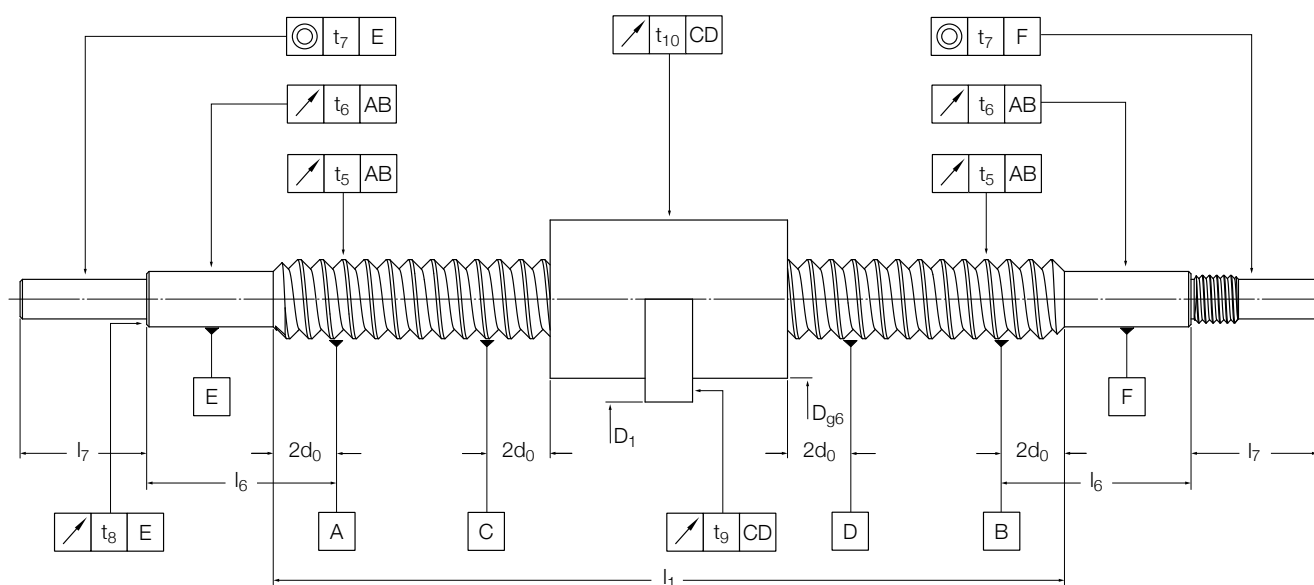 ◎ t₇ E
↗ t₁₀ CD
◎ t₇ F
↗ t₆ AB
↗ t₆ AB
↗ t₅ AB
↗ t₅ AB
E
F
D₁
D_g6
l₇
2d₀
2d₀
2d₀
2d₀
l₇
l₆
l₆
↗ t₈ E
A
C
↗ t₉ CD
D
B
l₁